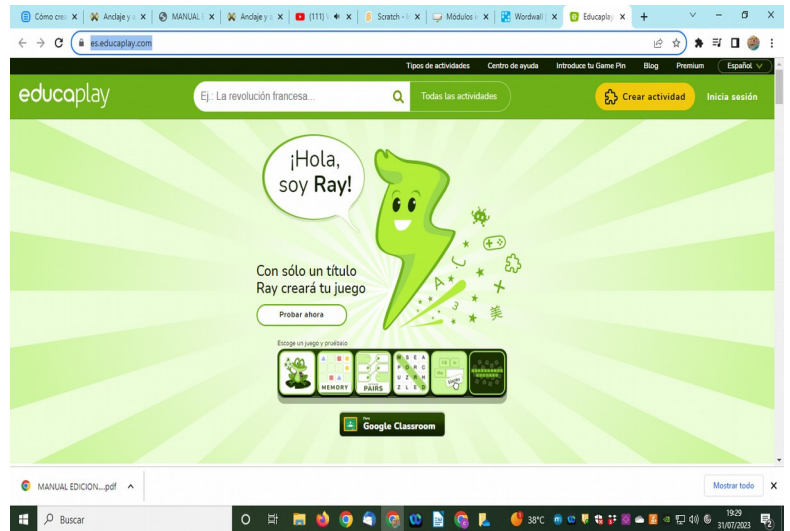 Cómo crea
Anclaje y a
MANUAL E
Anclaje y a
(111) V
Scratch - I
Módulos in
Wordwall |
Educaplay
es.educaplay.com
Tipos de actividades Centro de ayuda Introduce tu Game Pin Blog Premium Español
educaplay
Ej.: La revolución francesa...
Todas las actividades
Crear actividad
Inicia sesión
¡Hola,
soy Ray!
Con sólo un título
Ray creará tu juego
Probar ahora
Escoge un juego y pruébalo
MEMORY
PAIRS
Google Classroom
MANUAL EDICION....pdf
Mostrar todo
Buscar
38°C
19:29
31/07/2023